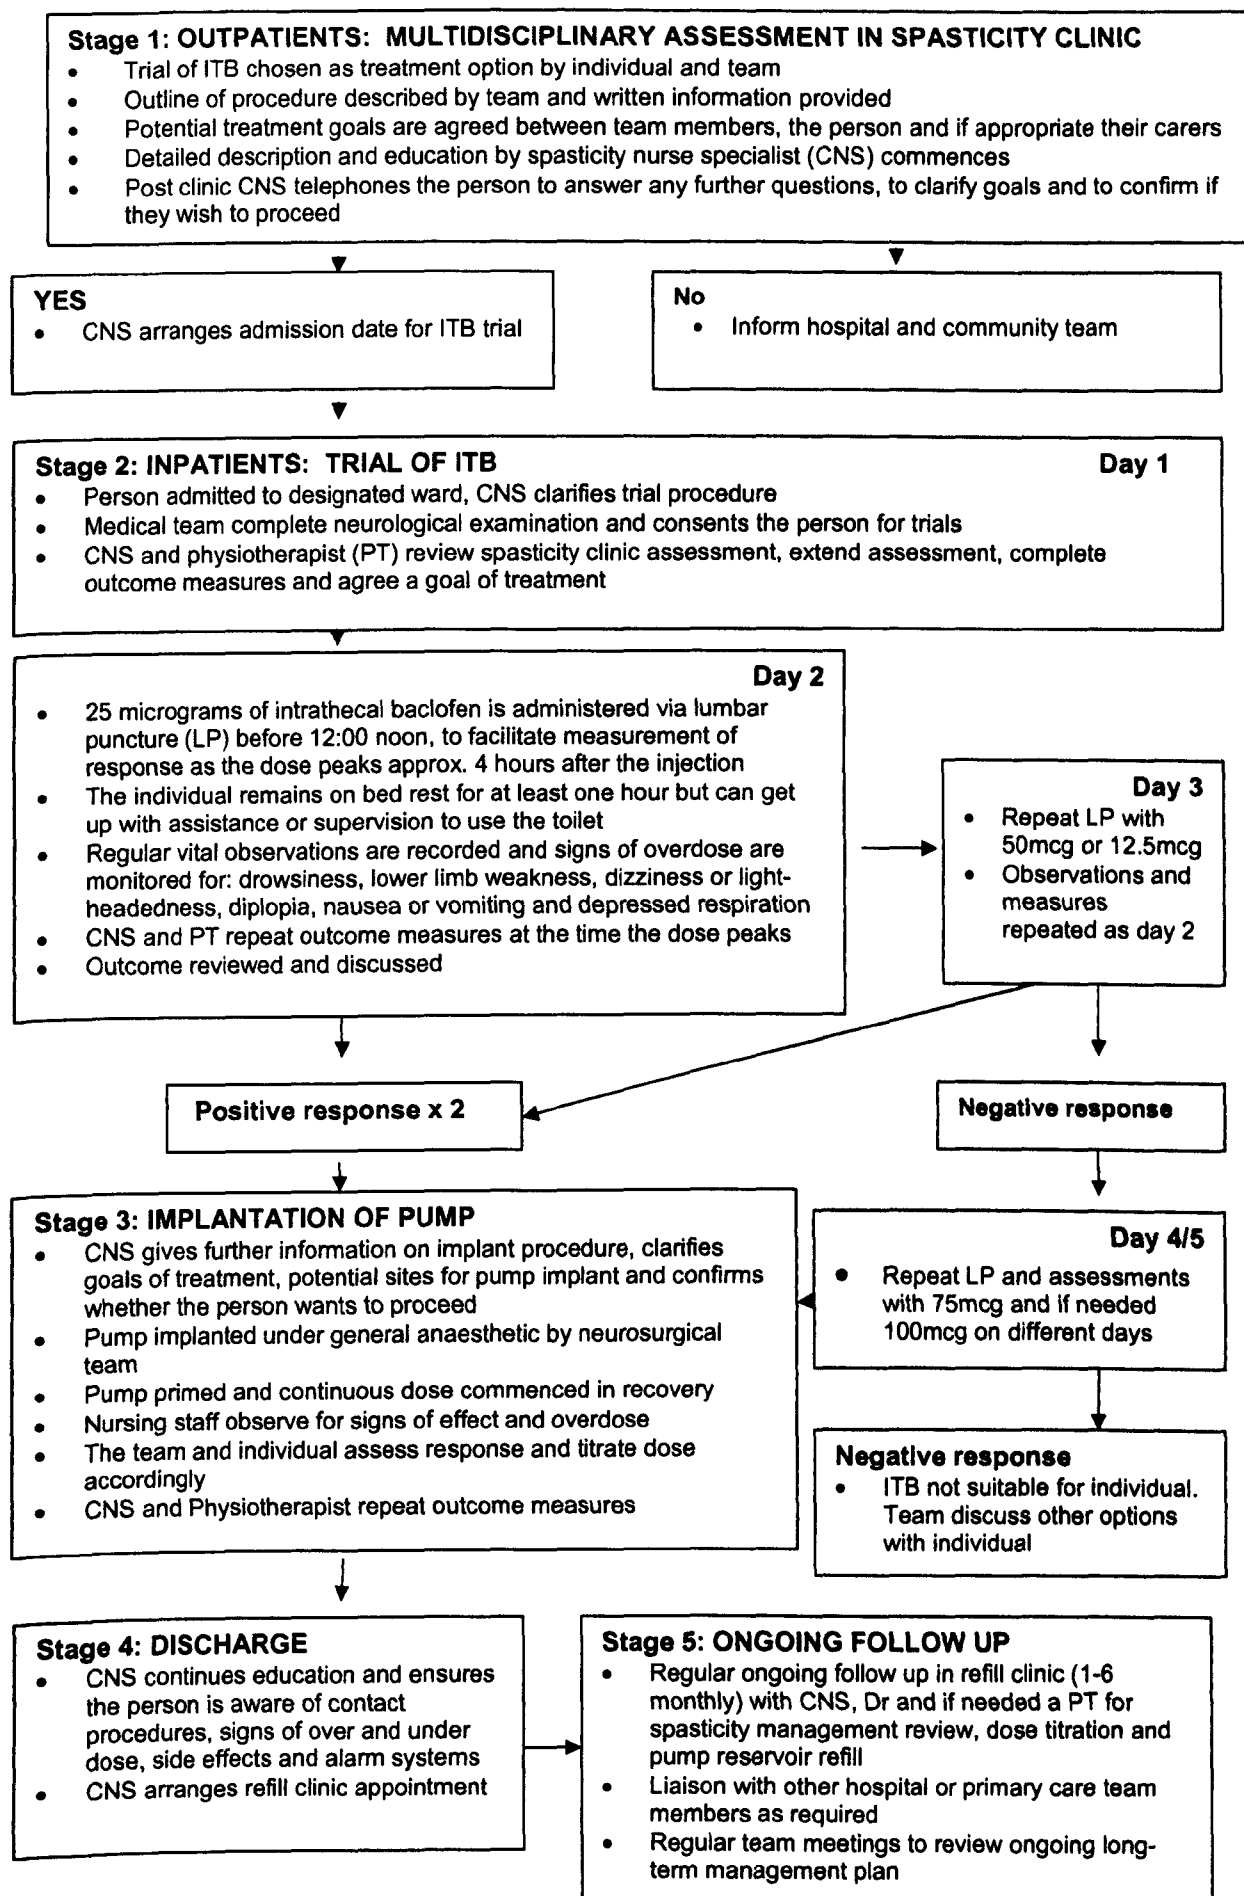 Stage 1: OUTPATIENTS: MULTIDISCIPLINARY ASSESSMENT IN SPASTICITY CLINIC
• Trial of ITB chosen as treatment option by individual and team
• Outline of procedure described by team and written information provided
• Potential treatment goals are agreed between team members, the person and if appropriate their carers
• Detailed description and education by spasticity nurse specialist (CNS) commences
• Post clinic CNS telephones the person to answer any further questions, to clarify goals and to confirm if
they wish to proceed
YES
• CNS arranges admission date for ITB trial
No
• Inform hospital and community team
Stage 2: INPATIENTS: TRIAL OF ITB Day 1
• Person admitted to designated ward, CNS clarifies trial procedure
• Medical team complete neurological examination and consents the person for trials
• CNS and physiotherapist (PT) review spasticity clinic assessment, extend assessment, complete
outcome measures and agree a goal of treatment
Day 2
• 25 micrograms of intrathecal baclofen is administered via lumbar
puncture (LP) before 12:00 noon, to facilitate measurement of
response as the dose peaks approx. 4 hours after the injection
• The individual remains on bed rest for at least one hour but can get
up with assistance or supervision to use the toilet
• Regular vital observations are recorded and signs of overdose are
monitored for: drowsiness, lower limb weakness, dizziness or light-
headedness, diplopia, nausea or vomiting and depressed respiration
• CNS and PT repeat outcome measures at the time the dose peaks
• Outcome reviewed and discussed
Day 3
• Repeat LP with
50mcg or 12.5mcg
• Observations and
measures
repeated as day 2
Positive response x 2
Negative response
Stage 3: IMPLANTATION OF PUMP
• CNS gives further information on implant procedure, clarifies
goals of treatment, potential sites for pump implant and confirms
whether the person wants to proceed
• Pump implanted under general anaesthetic by neurosurgical
team
• Pump primed and continuous dose commenced in recovery
• Nursing staff observe for signs of effect and overdose
• The team and individual assess response and titrate dose
accordingly
• CNS and Physiotherapist repeat outcome measures
Day 4/5
• Repeat LP and assessments
with 75mcg and if needed
100mcg on different days
Negative response
• ITB not suitable for individual.
Team discuss other options
with individual
Stage 4: DISCHARGE
• CNS continues education and ensures
the person is aware of contact
procedures, signs of over and under
dose, side effects and alarm systems
• CNS arranges refill clinic appointment
Stage 5: ONGOING FOLLOW UP
• Regular ongoing follow up in refill clinic (1-6
monthly) with CNS, Dr and if needed a PT for
spasticity management review, dose titration and
pump reservoir refill
• Liaison with other hospital or primary care team
members as required
• Regular team meetings to review ongoing long-
term management plan